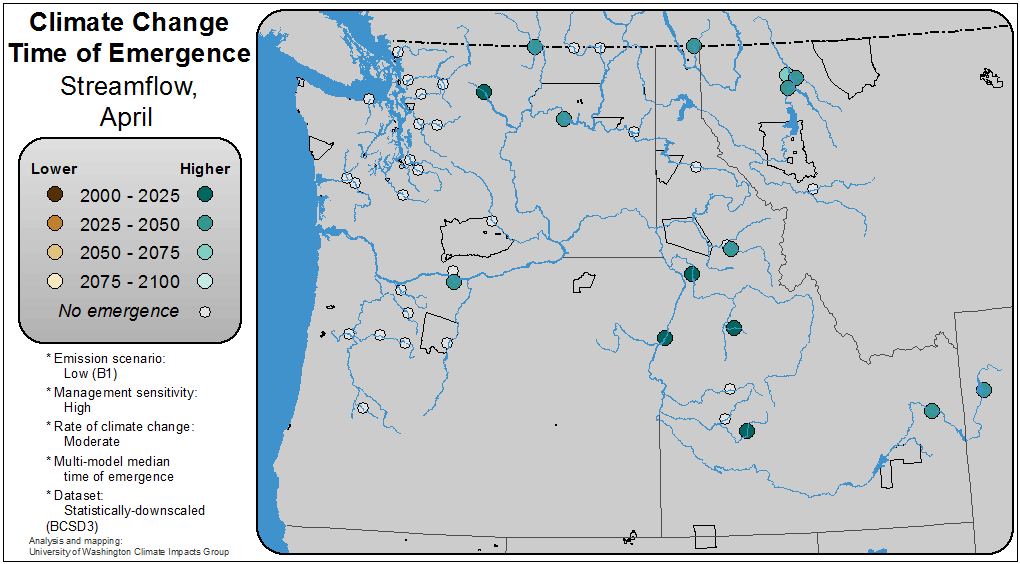 Climate Change
Time of Emergence
Streamflow,
April
Lower Higher
2000 - 2025
2025 - 2050
2050 - 2075
2075 - 2100
No emergence
* Emission scenario:
Low (B1)
* Management sensitivity:
High
* Rate of climate change:
Moderate
* Multi-model median
time of emergence
* Dataset:
Statistically-downscaled
(BCSD3)
Analysis and mapping:
University of Washington Climate Impacts Group